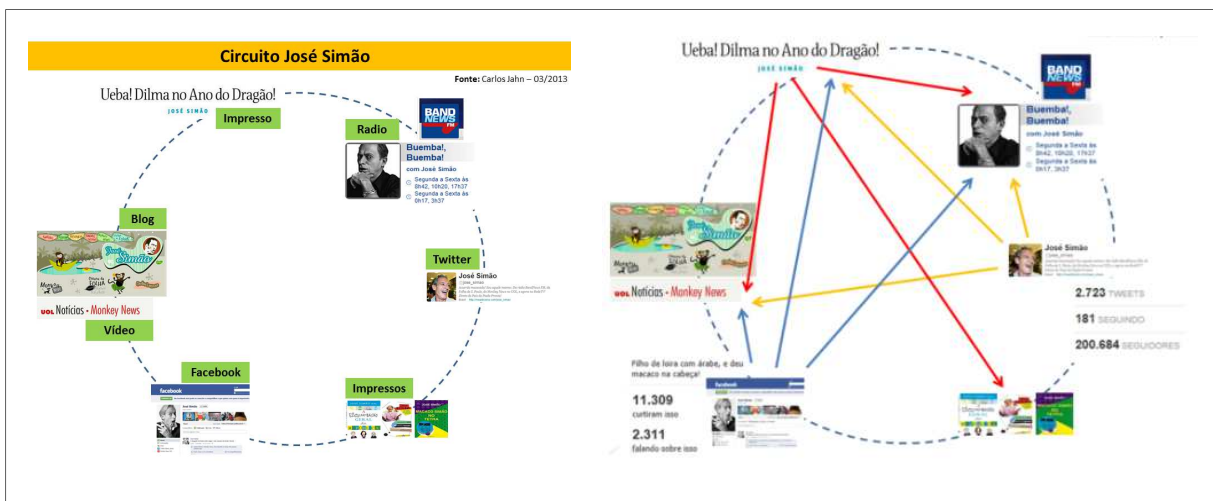 Circuito José Simão
Fonte: Carlos Jahn – 03/2013
Ueba! Dilma no Ano do Dragão!
JOSÉ SIMÃO
Impresso
Radio
BAND
NEWS
FM
Buemba!,
Buemba!
com José Simão
Segunda a Sexta às
8h42, 10h20, 17h37
Segunda a Sexta às
0h17, 3h37
Blog
José
Simão
UOL Notícias - Monkey News
Vídeo
Twitter
José Simão
Facebook
facebook
Impressos
Ueba! Dilma no Ano do Dragão!
JOSÉ SIMÃO
BAND
NEWS
FM
Buemba!,
Buemba!
com José Simão
Segunda a Sexta às
8h42, 10h20, 17h37
Segunda a Sexta às
0h17, 3h37
José
Simão
UOL Notícias - Monkey News
José Simão
2.723 TWEETS
181 SEGUINDO
200.684 SEGUIDORES
Filho de loira com árabe, e deu
macaco na cabeça!
11.309
curtiram isso
2.311
falando sobre isso
facebook